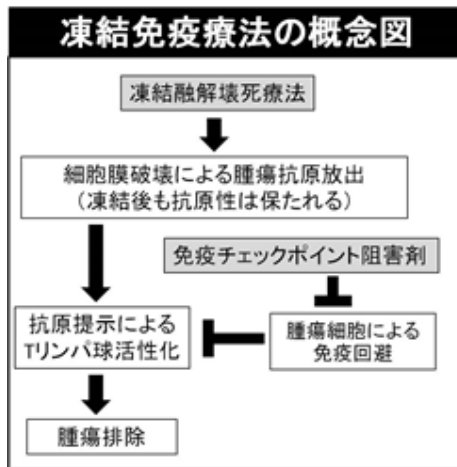 凍結免疫療法の概念図
凍結融解壊死療法
細胞膜破壊による腫瘍抗原放出
（凍結後も抗原性は保たれる）
免疫チェックポイント阻害剤
抗原提示による
Tリンパ球活性化
腫瘍細胞による
免疫回避
腫瘍排除